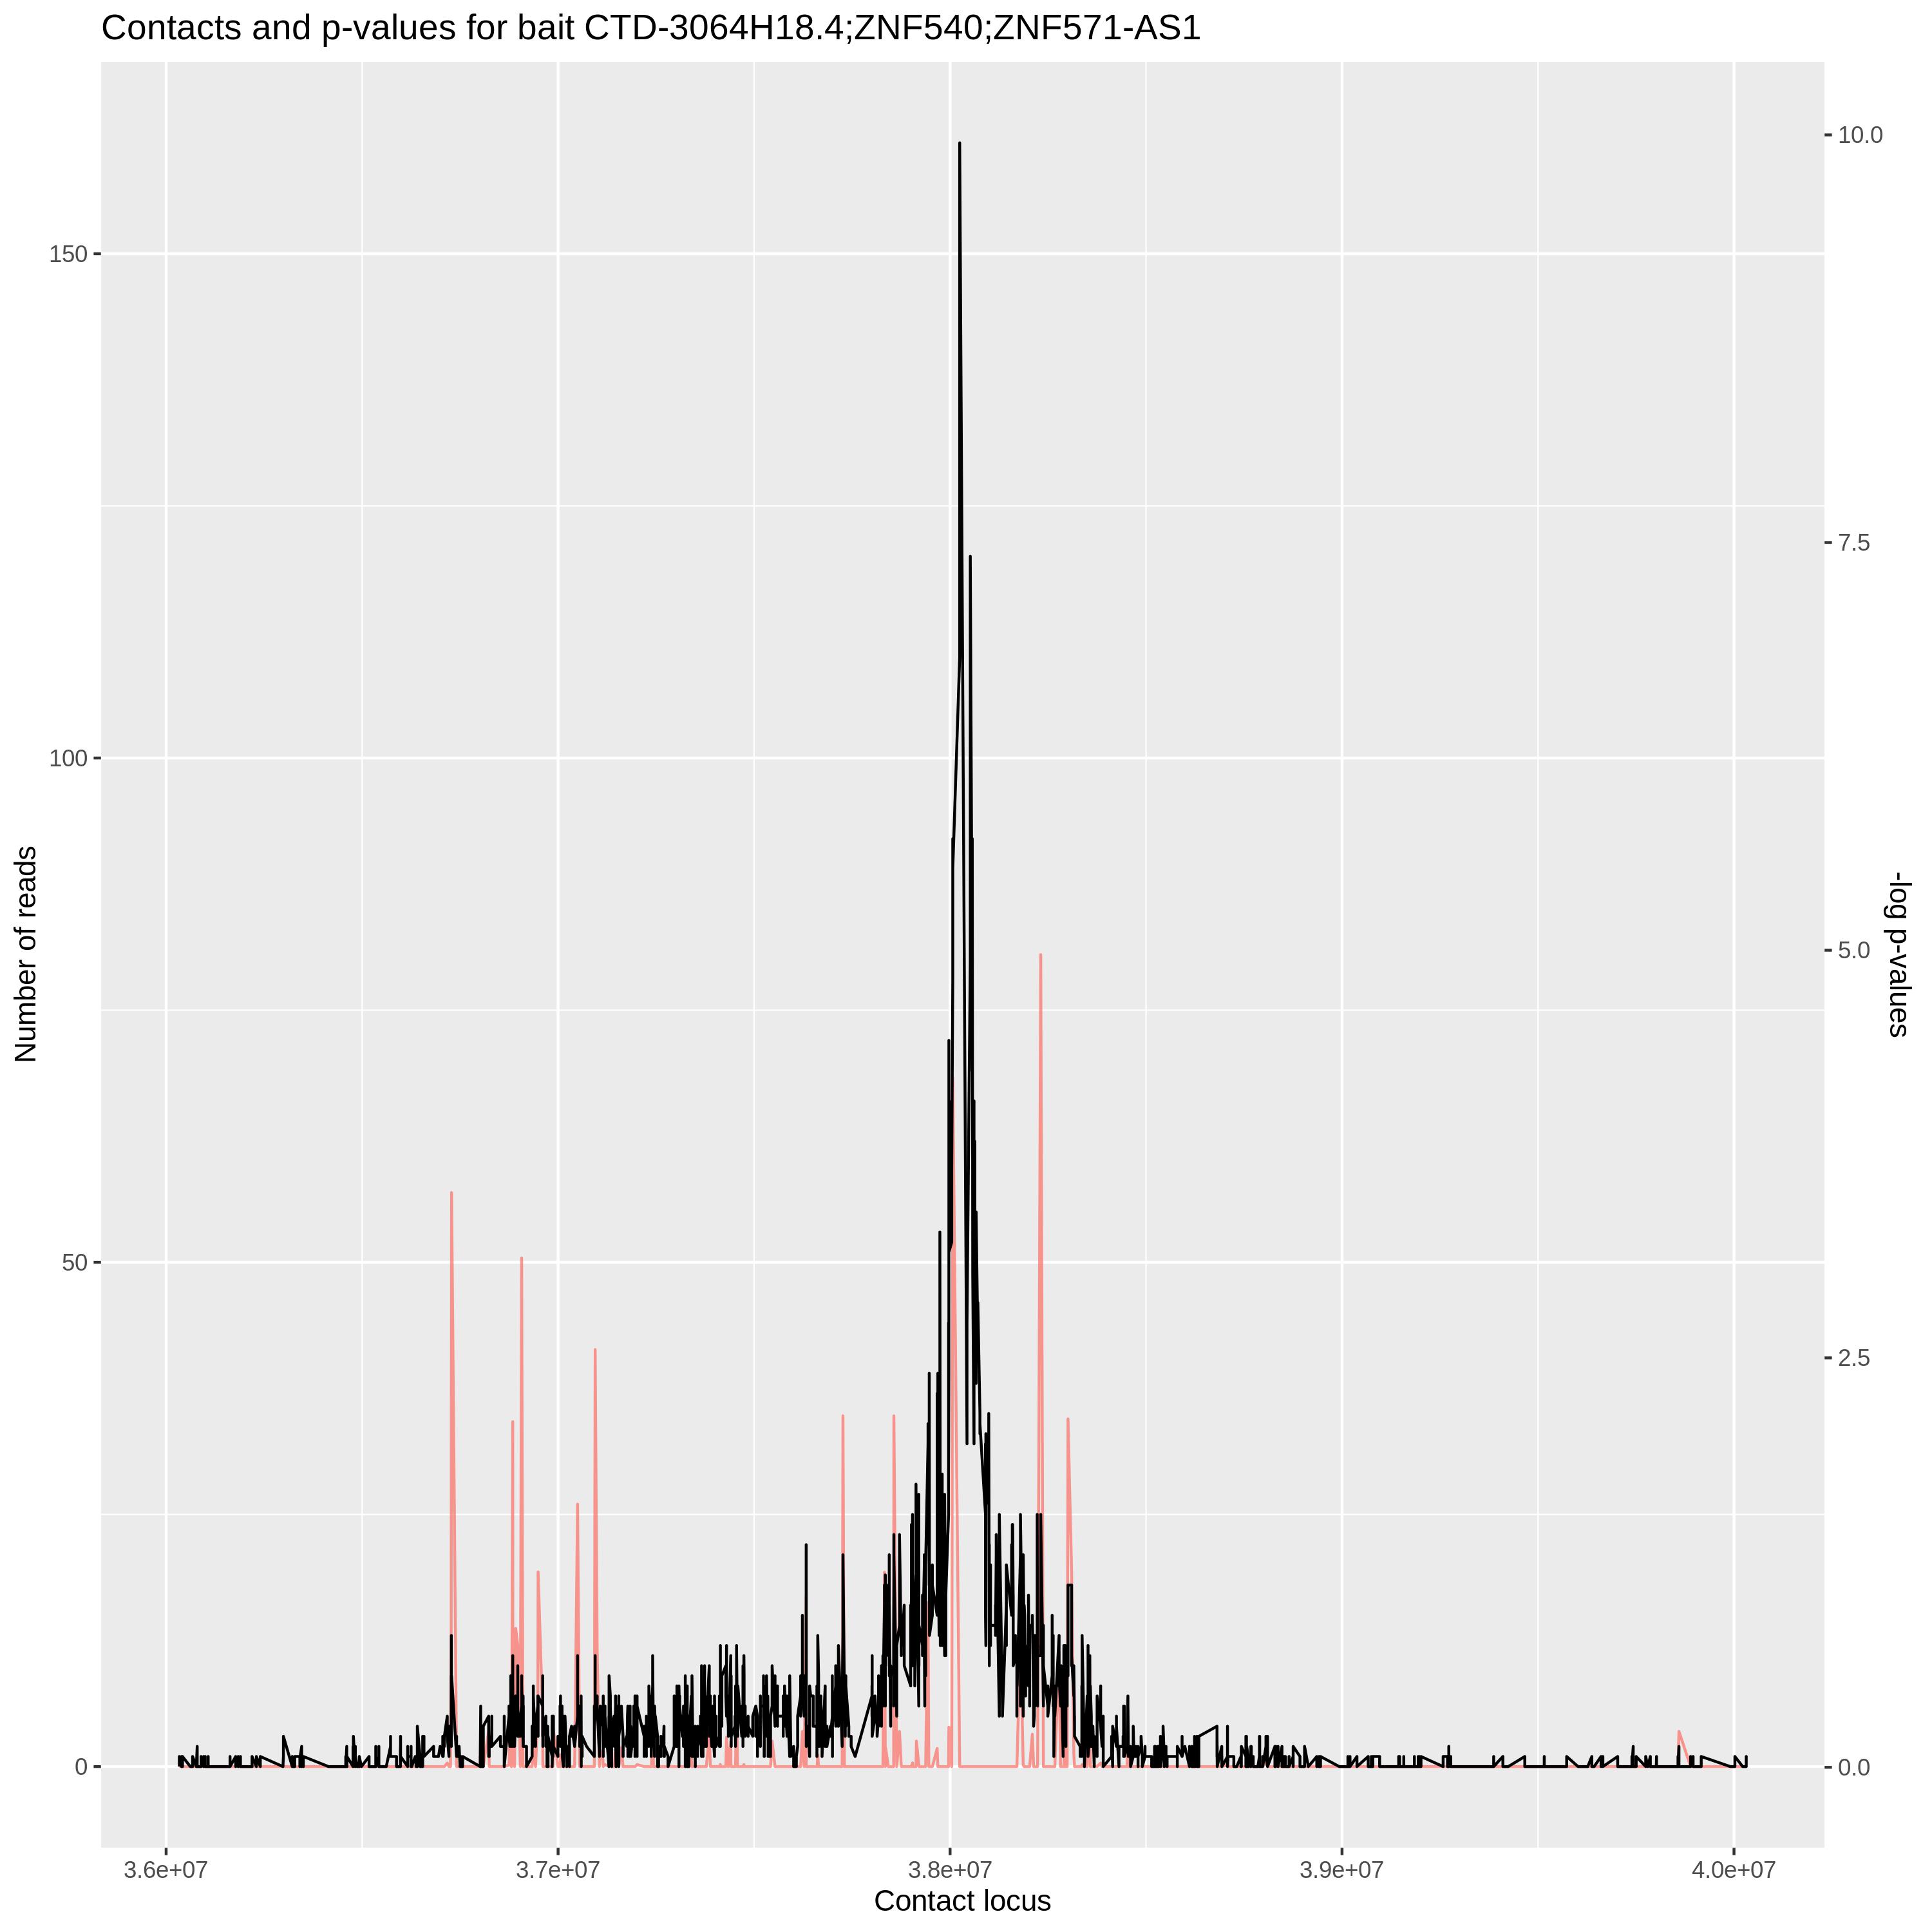 Contacts and p-values for bait CTD-3064H18.4;ZNF540;ZNF571-AS1
Number of reads
150
100
50
0
10.0
7.5
5.0
2.5
0.0
-log p-values
3.6e+07 3.7e+07 3.8e+07 3.9e+07 4.0e+07
Contact locus